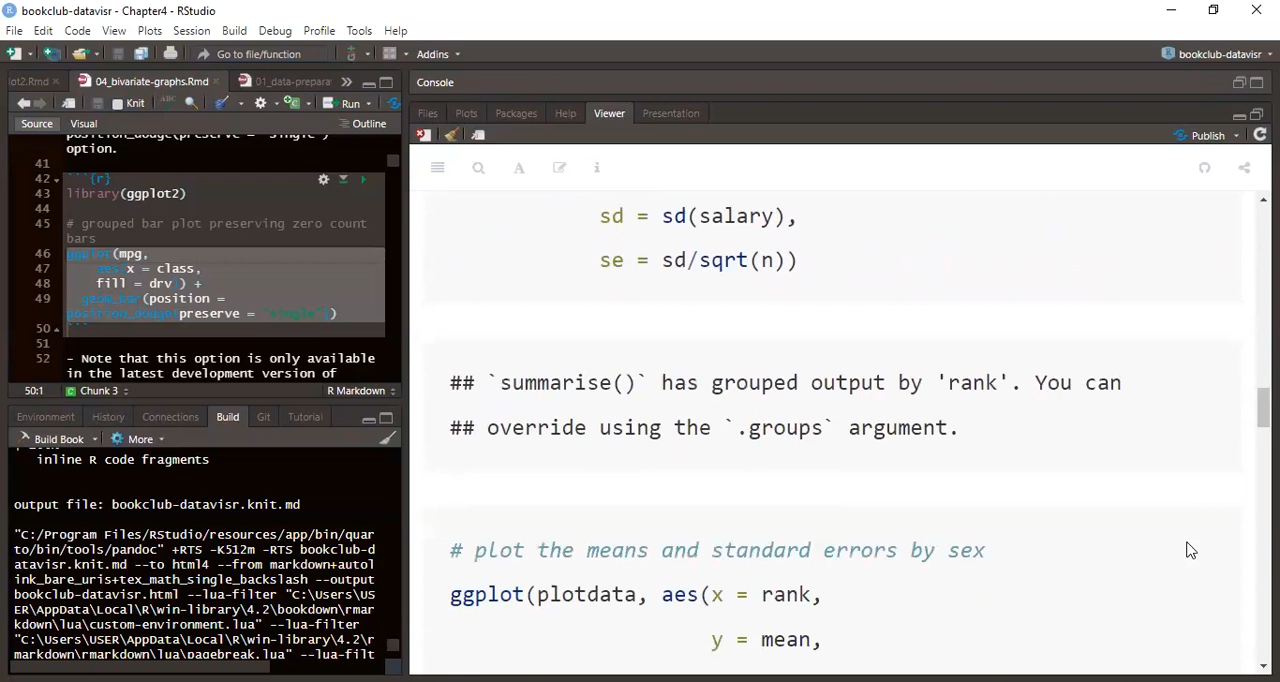 bookclub-datavisr - Chapter4 - RStudio
File Edit Code View Plots Session Build Debug Profile Tools Help
Go to file/function Addins bookclub-datavisr
lot2.Rmd 04_bivariate-graphs.Rmd 01_data-prepara
Knit ABC Run
Source Visual Outline
position_dodge(preserve = "single")
option.
41
42 ```{r}
43 library(ggplot2)
44
45 # grouped bar plot preserving zero count
bars
46 ggplot(mpg,
47 aes(x = class,
48 fill = drv)) +
49 geom_bar(position =
position_dodge(preserve = "single"))
50 ```
51
52 - Note that this option is only available
in the latest development version of
50:1 Chunk 3 R Markdown
Environment History Connections Build Git Tutorial
Build Book More
inline R code fragments
output file: bookclub-datavisr.knit.md
"C:/Program Files/RStudio/resources/app/bin/quar
to/bin/tools/pandoc" +RTS -K512m -RTS bookclub-d
atavisr.knit.md --to html4 --from markdown+autol
ink_bare_uris+tex_math_single_backslash --output
bookclub-datavisr.html --lua-filter "C:\Users\US
ER\AppData\Local\R\win-library\4.2\bookdown\rmar
kdown\lua\custom-environment.lua" --lua-filter
"C:\Users\USER\AppData\Local\R\win-library\4.2\r
markdown\rmarkdown\lua\pagebreak.lua" --lua-filt
Console
Files Plots Packages Help Viewer Presentation
Publish
sd = sd(salary),
se = sd/sqrt(n))
## `summarise()` has grouped output by 'rank'. You can
## override using the `.groups` argument.
# plot the means and standard errors by sex
ggplot(plotdata, aes(x = rank,
y = mean,